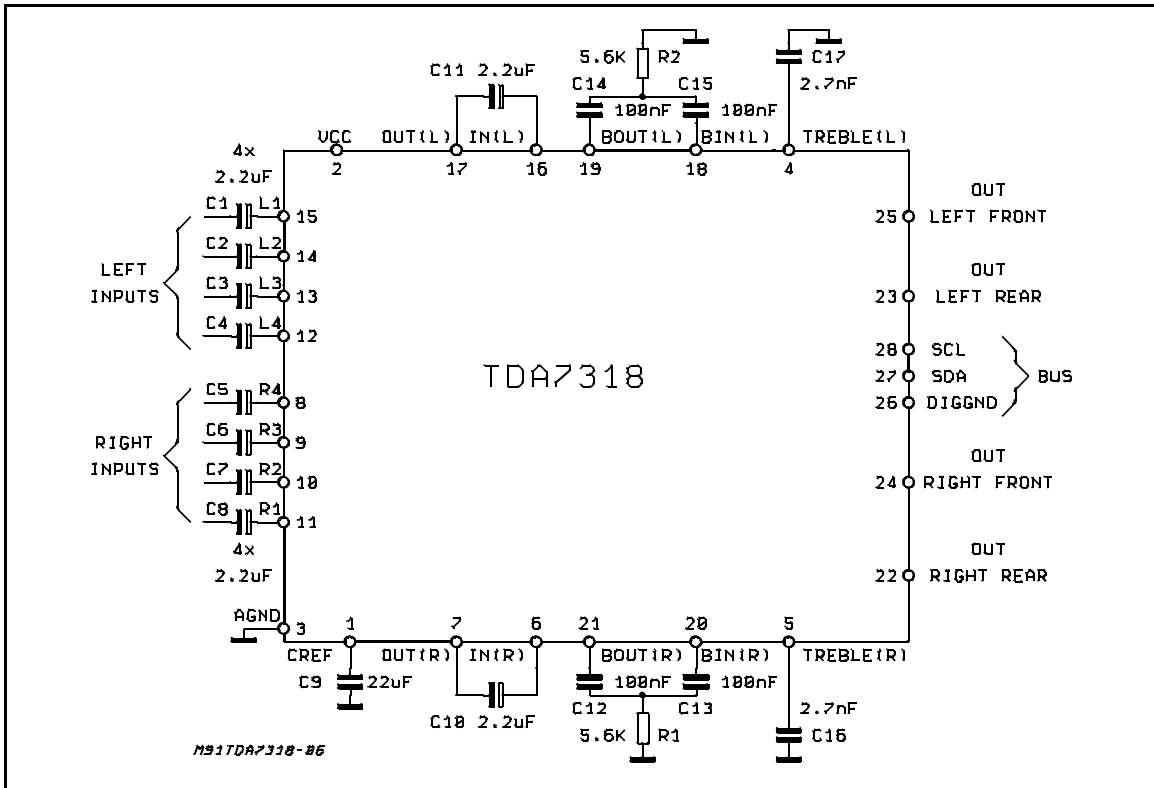 5.6K R2
C17
C11 2.2uF
C14 C15 2.7nF
100nF 100nF
VCC OUT(L) IN(L) BOUT(L) BIN(L) TREBLE(L)
4x
2 17 16 19 18 4
2.2uF
OUT
C1 L1
15
25 LEFT FRONT
C2 L2
14
LEFT
INPUTS
OUT
C3 L3
13
23 LEFT REAR
C4 L4
12
28 SCL
TDA7318
27 SDA
BUS
26 DIGGND
C5 R4
8
RIGHT
INPUTS
C6 R3
9
OUT
C7 R2
10
24 RIGHT FRONT
C8 R1
11
4x
2.2uF
OUT
22 RIGHT REAR
AGND
3
1 7 6 21 20 5
CREF OUT(R) IN(R) BOUT(R) BIN(R) TREBLE(R)
C9 22uF
100nF 100nF
C10 2.2uF
C12 C13
2.7nF
5.6K R1
C16
M91TDA7318-06